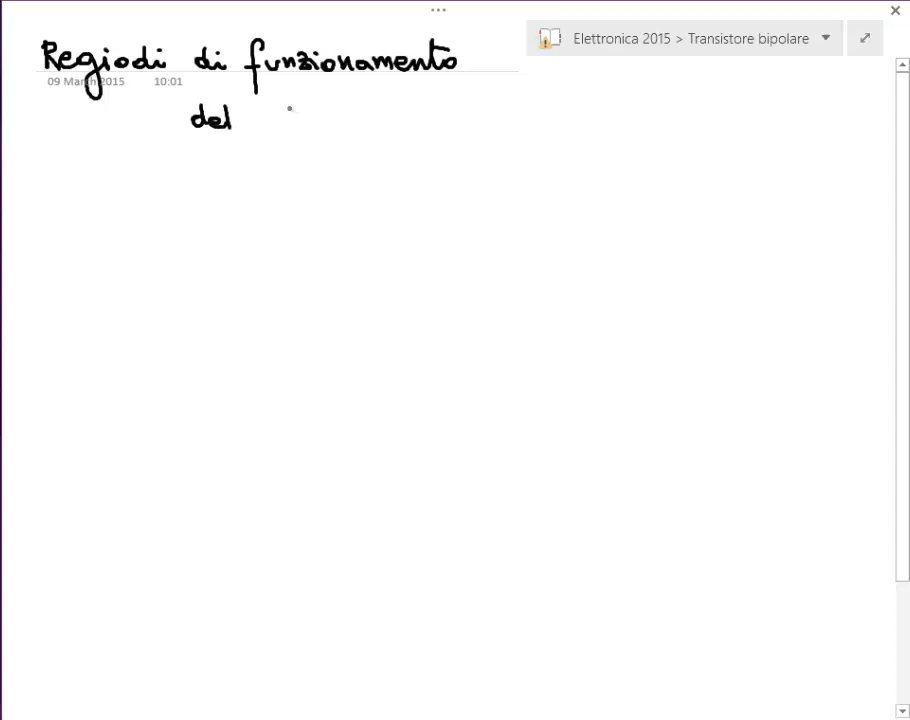 Elettronica 2015 > Transistore bipolare
Regiodi di funzionamento
09 March 2015 10:01
del